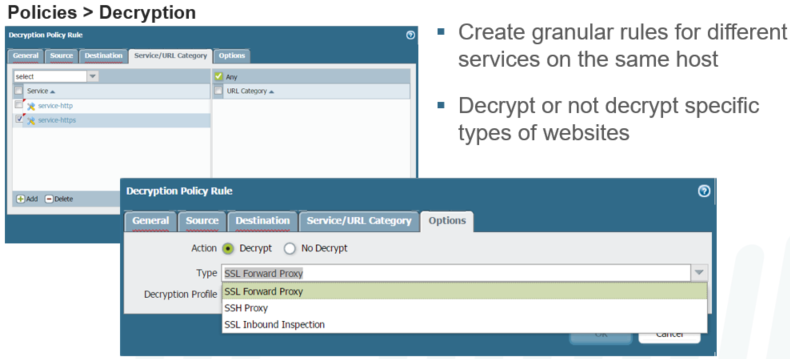 Policies > Decryption
Decryption Policy Rule
General Source Destination Service/URL Category Options
select
Any
Service
URL Category
service-http
service-https
Add Delete
Create granular rules for different
services on the same host
Decrypt or not decrypt specific
types of websites
Decryption Policy Rule
General Source Destination Service/URL Category Options
Action Decrypt No Decrypt
Type SSL Forward Proxy
Decryption Profile SSL Forward Proxy
SSH Proxy
SSL Inbound Inspection
Cancel